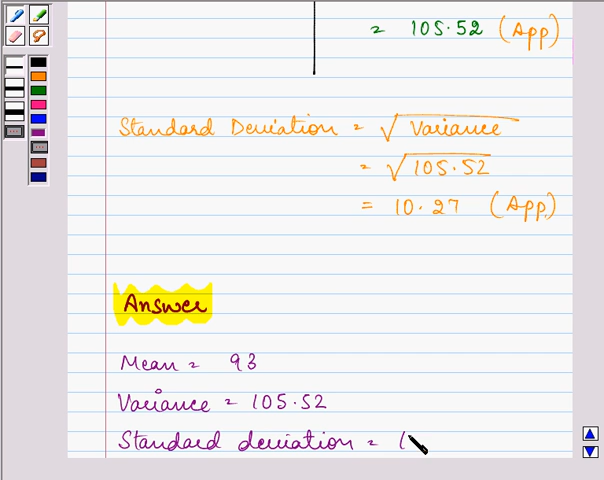 = 105.52 (App)
Standard Deviation = √Variance
= √105.52
= 10.27 (App.)
Answer
Mean = 93
Variance = 105.52
Standard deviation = (